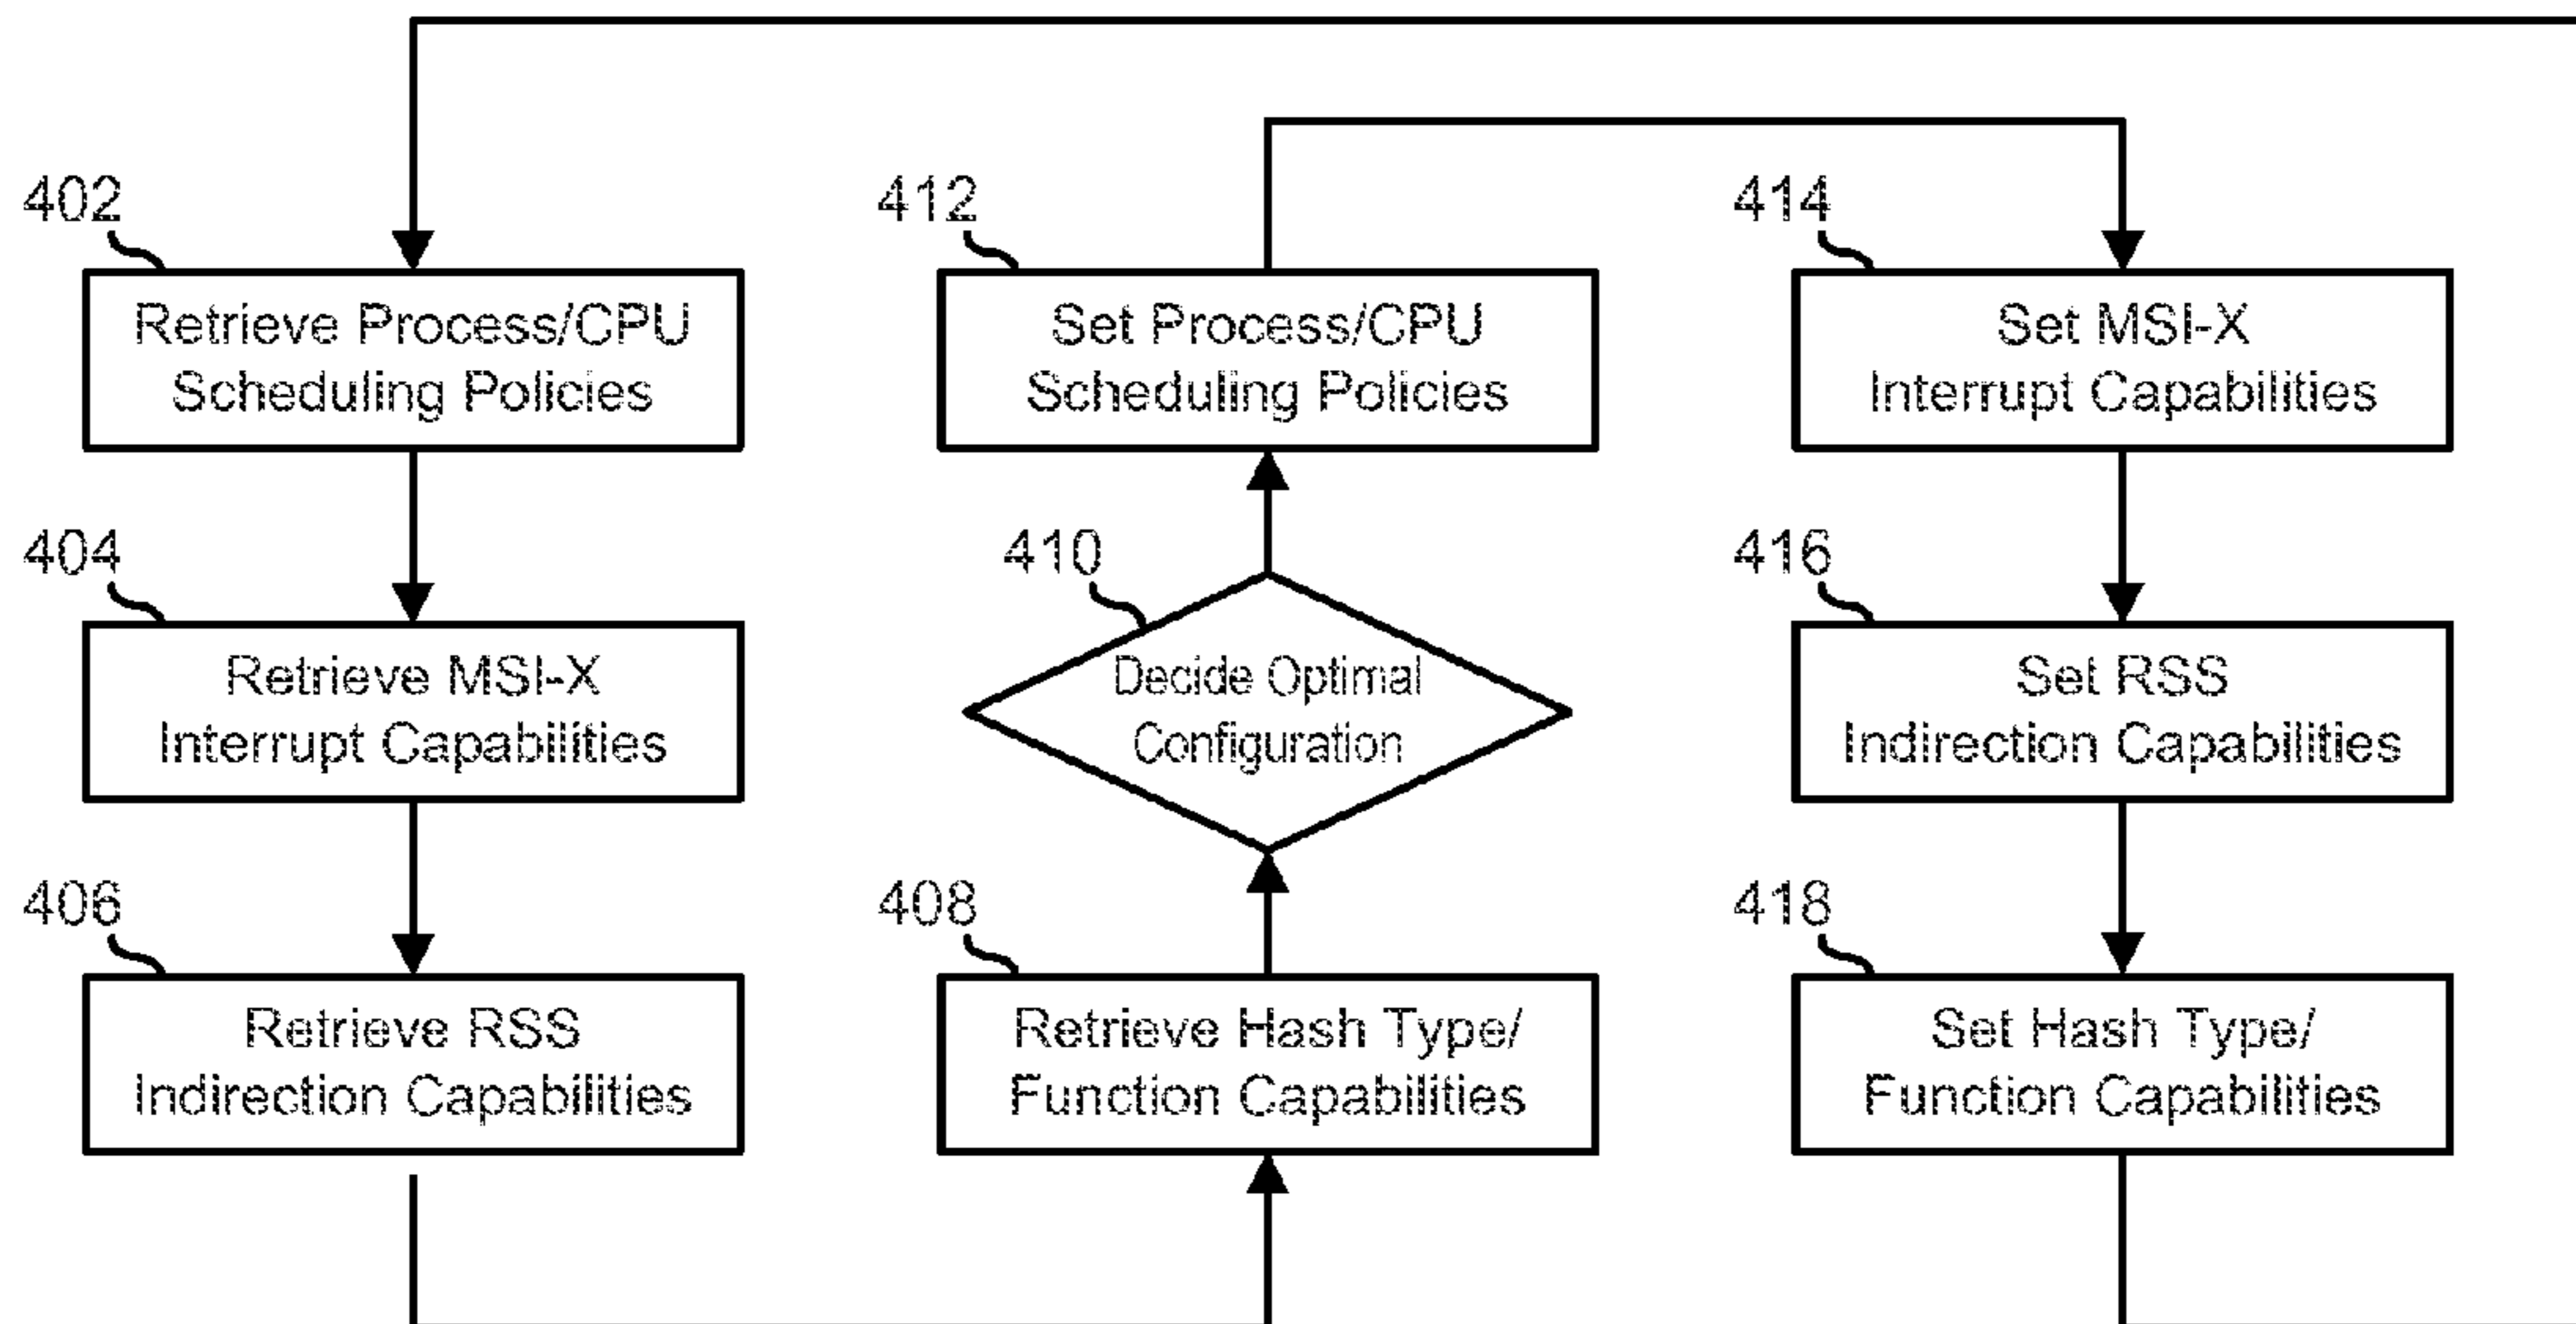 402
Retrieve Process/CPU
Scheduling Policies
404
Retrieve MSI-X
Interrupt Capabilities
406
Retrieve RSS
Indirection Capabilities
408
Retrieve Hash Type/
Function Capabilities
410
Decide Optimal
Configuration
412
Set Process/CPU
Scheduling Policies
414
Set MSI-X
Interrupt Capabilities
416
Set RSS
Indirection Capabilities
418
Set Hash Type/
Function Capabilities